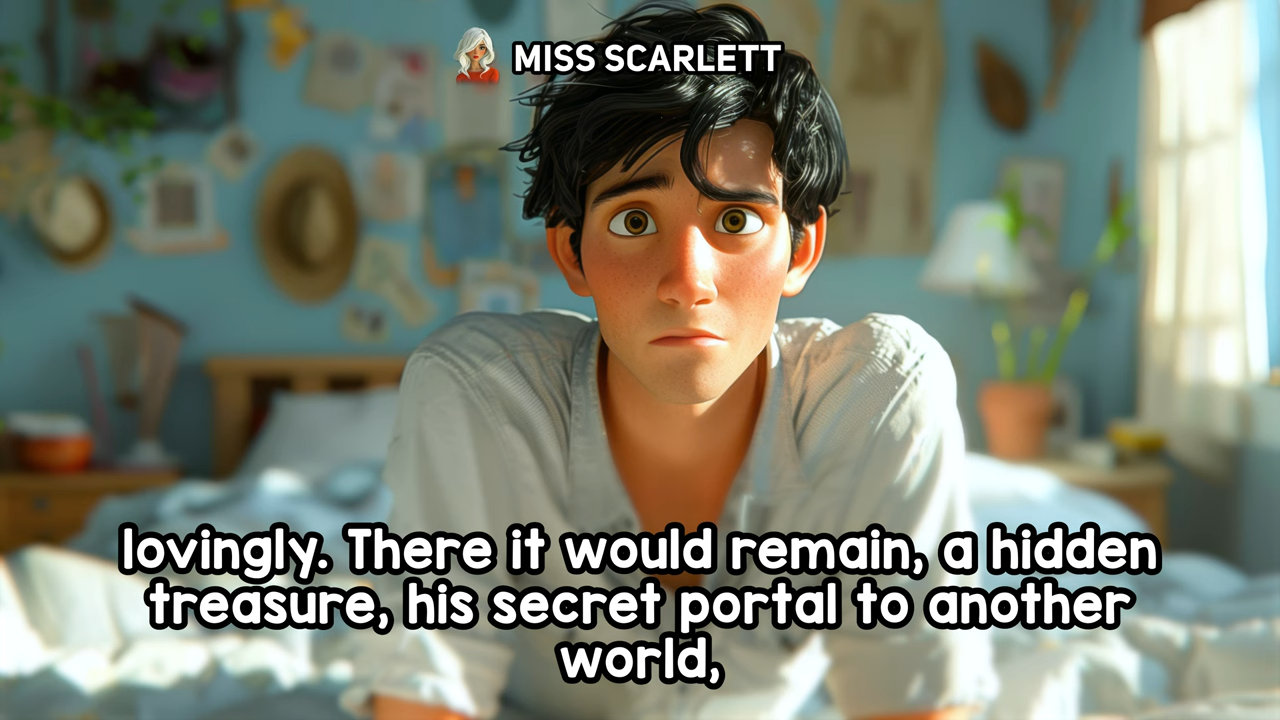 MISS SCARLETT
lovingly. There it would remain, a hidden
treasure, his secret portal to another
world,